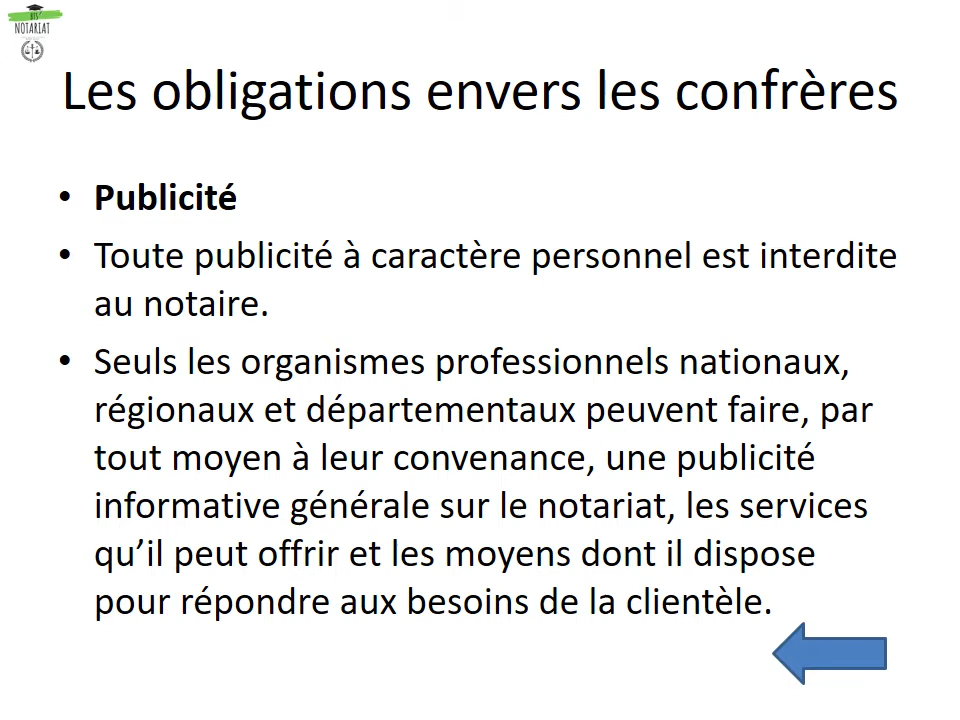 BTS
NOTARIAT
Les obligations envers les confrères
• Publicité
• Toute publicité à caractère personnel est interdite
au notaire.
• Seuls les organismes professionnels nationaux,
régionaux et départementaux peuvent faire, par
tout moyen à leur convenance, une publicité
informative générale sur le notariat, les services
qu’il peut offrir et les moyens dont il dispose
pour répondre aux besoins de la clientèle.